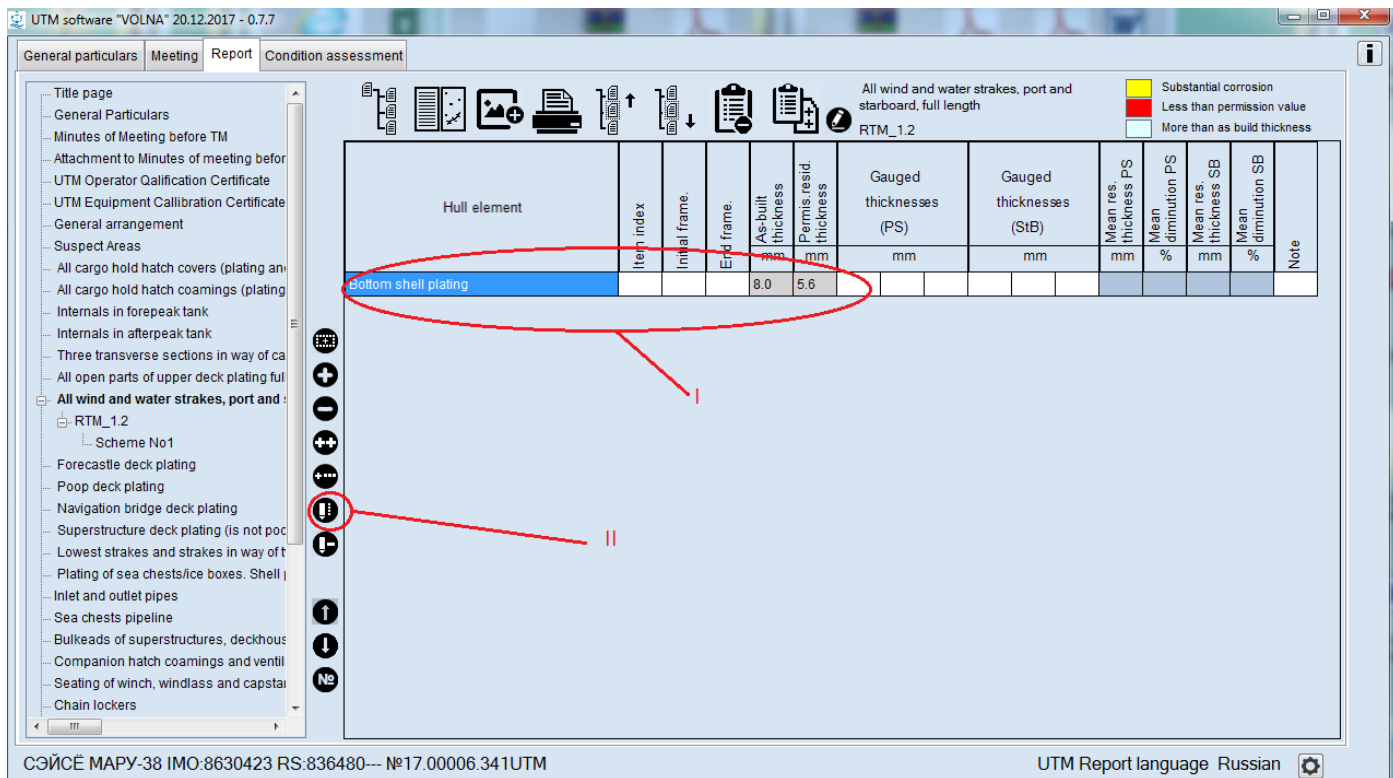 UTM software "VOLNA" 20.12.2017 - 0.7.7
General particulars
Meeting
Report
Condition assessment
Title page
General Particulars
Minutes of Meeting before TM
Attachment to Minutes of meeting befor
UTM Operator Qalification Certificate
UTM Equipment Callibration Certificate
General arrangement
Suspect Areas
All cargo hold hatch covers (plating an
All cargo hold hatch coamings (plating
Internals in forepeak tank
Internals in afterpeak tank
Three transverse sections in way of ca
All open parts of upper deck plating ful
All wind and water strakes, port and s
RTM_1.2
Scheme No1
Forecastle deck plating
Poop deck plating
Navigation bridge deck plating
Superstructure deck plating (is not poo
Lowest strakes and strakes in way of t
Plating of sea chests/ice boxes. Shell p
Inlet and outlet pipes
Sea chests pipeline
Bulkeads of superstructures, deckhous
Companion hatch coamings and ventil
Seating of winch, windlass and capstan
Chain lockers
All wind and water strakes, port and
starboard, full length
RTM_1.2
Substantial corrosion
Less than permission value
More than as build thickness
Hull element
Item index
Initial frame.
End frame.
As-built
thickness
mm
Permis. resid.
thickness
mm
Gauged
thicknesses
(PS)
mm
Gauged
thicknesses
(StB)
mm
Mean res.
thickness PS
mm
Mean
diminution PS
%
Mean res.
thickness SB
mm
Mean
diminution SB
%
Note
Bottom shell plating
8.0
5.6
I
II
№
СЭЙСЁ МАРУ-38 IMO:8630423 RS:836480--- №17.00006.341UTM
UTM Report language Russian